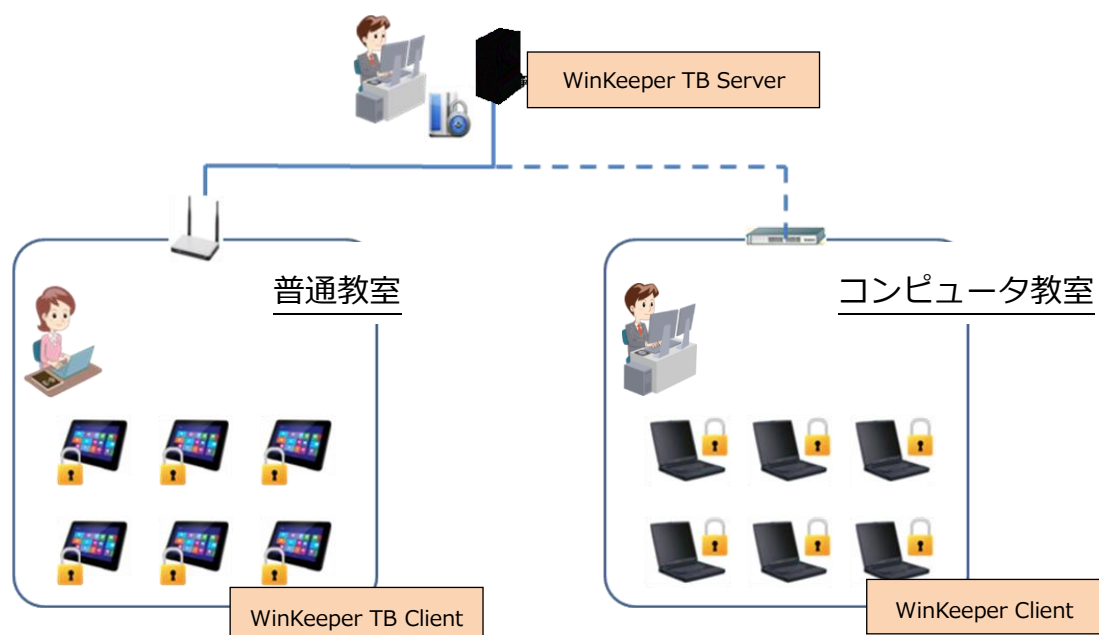 WinKeeper TB Server
普通教室
コンピュータ教室
WinKeeper TB Client
WinKeeper Client